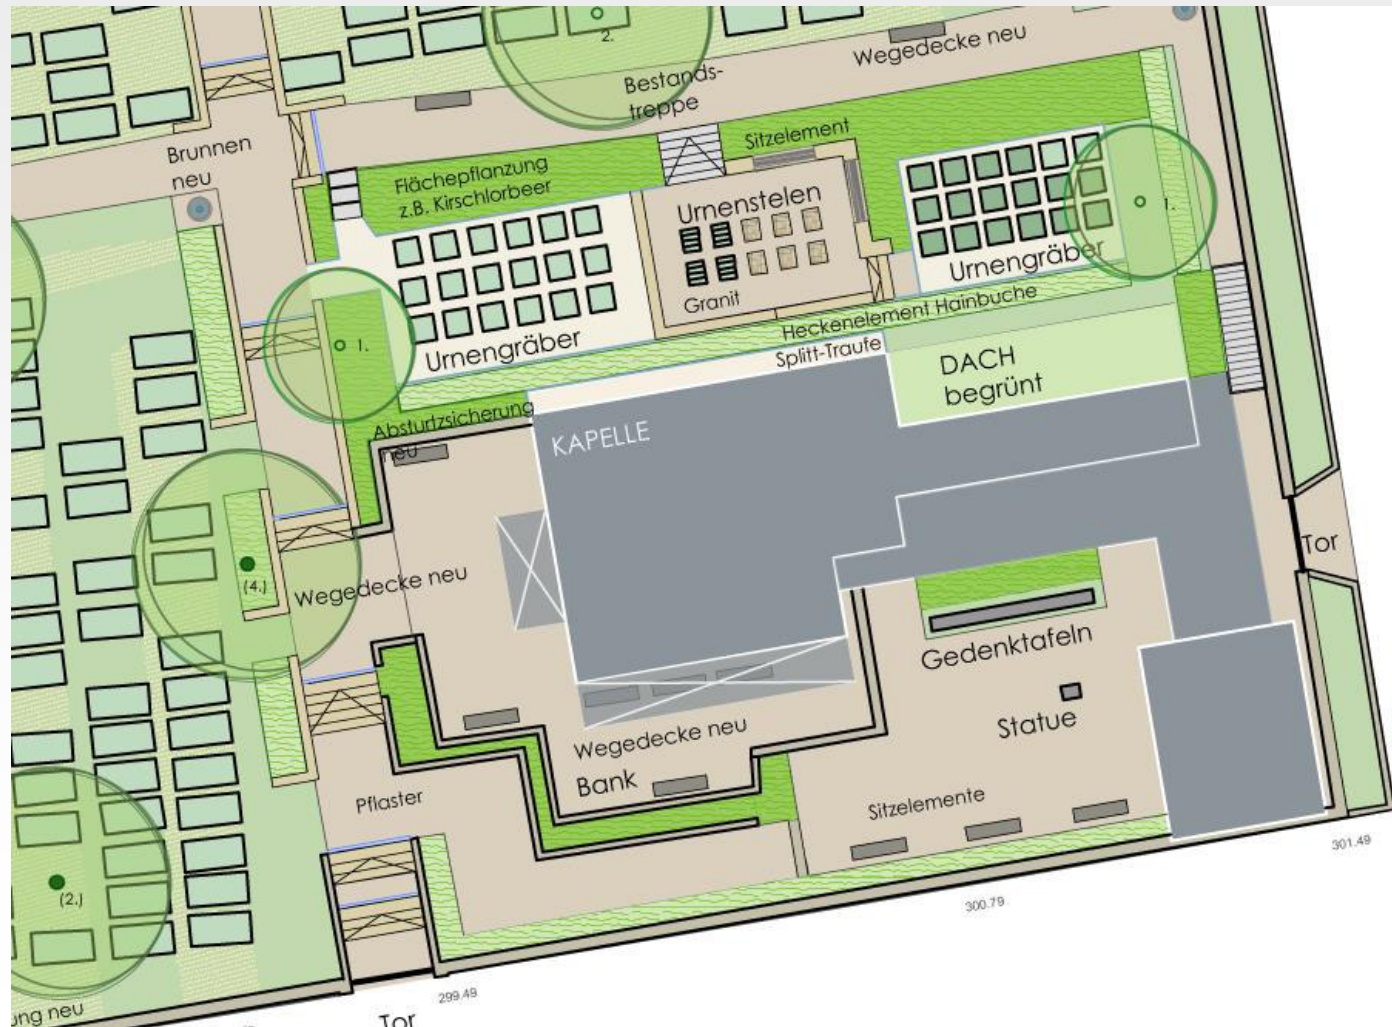 2.
Wegedecke neu
Bestands-
treppe
Sitzelement
Brunnen
neu
Flächepflanzung
z.B. Kirschlorbeer
Urnenstelen
1.
Urnengräber
Granit
Heckenelement Hainbuche
1.
Urnengräber
Splitt-Traufe
DACH
begrünt
Absturtzsicherung
neu
KAPELLE
Tor
(4.)
Wegedecke neu
Gedenktafeln
Statue
Wegedecke neu
Bank
Pflaster
Sitzelemente
301.49
(2.)
300.79
299.49
ung neu
Tor